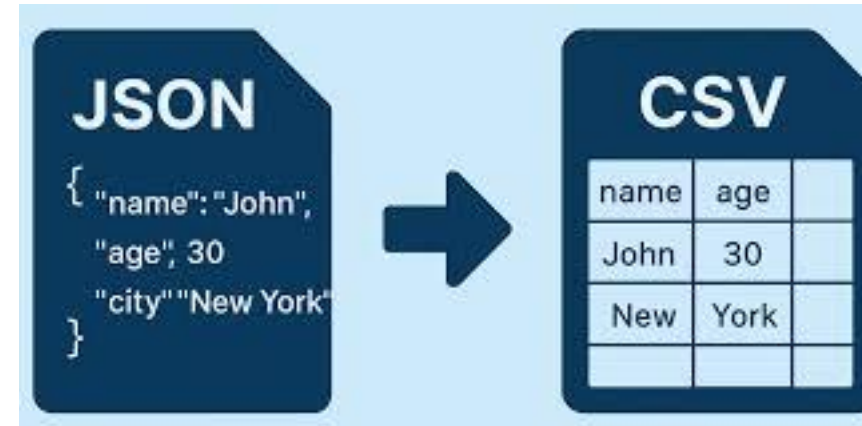 JSON
{
"name": "John",
"age", 30
"city" "New York"
}
CSV
name age
John 30
New York